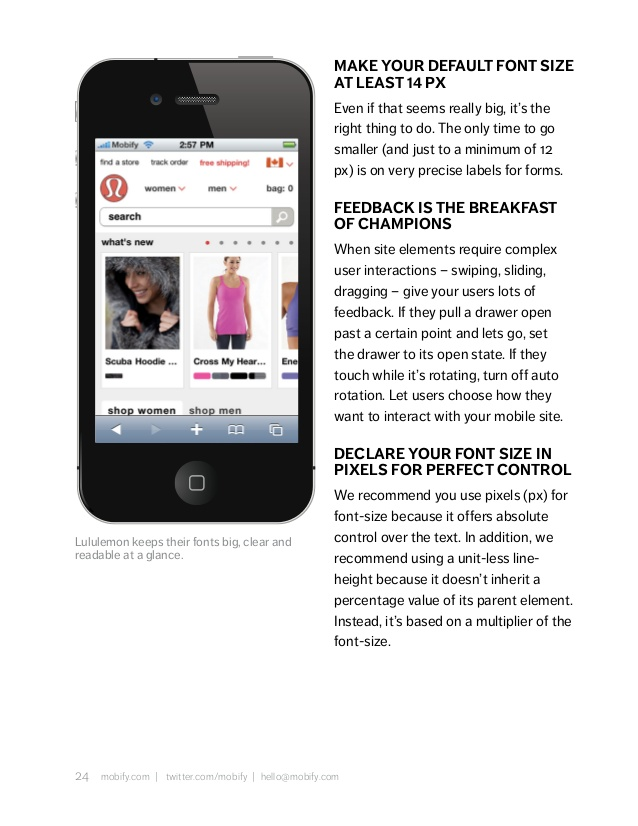 Mobify 2:57 PM
find a store track order free shipping!
women men bag: 0
search
what's new
Scuba Hoodie ... Cross My Hear... Ene
shop women shop men
Lululemon keeps their fonts big, clear and
readable at a glance.
MAKE YOUR DEFAULT FONT SIZE
AT LEAST 14 PX
Even if that seems really big, it's the
right thing to do. The only time to go
smaller (and just to a minimum of 12
px) is on very precise labels for forms.
FEEDBACK IS THE BREAKFAST
OF CHAMPIONS
When site elements require complex
user interactions – swiping, sliding,
dragging – give your users lots of
feedback. If they pull a drawer open
past a certain point and lets go, set
the drawer to its open state. If they
touch while it's rotating, turn off auto
rotation. Let users choose how they
want to interact with your mobile site.
DECLARE YOUR FONT SIZE IN
PIXELS FOR PERFECT CONTROL
We recommend you use pixels (px) for
font-size because it offers absolute
control over the text. In addition, we
recommend using a unit-less line-
height because it doesn't inherit a
percentage value of its parent element.
Instead, it's based on a multiplier of the
font-size.
24 mobify.com | twitter.com/mobify | hello@mobify.com